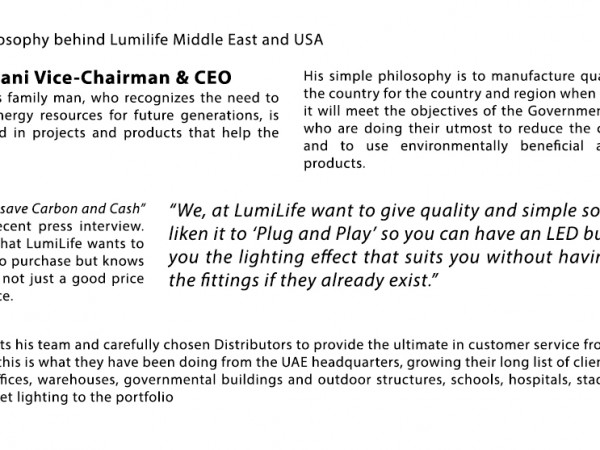 losophy behind Lumilife Middle East and USA
ani Vice-Chairman & CEO
s family man, who recognizes the need to
nergy resources for future generations, is
d in projects and products that help the
His simple philosophy is to manufacture qua
the country for the country and region when
it will meet the objectives of the Governmen
who are doing their utmost to reduce the c
and to use environmentally beneficial a
products.
save Carbon and Cash"
ecent press interview.
hat LumiLife wants to
o purchase but knows
not just a good price
ce.
“We, at LumiLife want to give quality and simple so
liken it to ‘Plug and Play’ so you can have an LED bu
you the lighting effect that suits you without havin
the fittings if they already exist.”
ts his team and carefully chosen Distributors to provide the ultimate in customer service fro
this is what they have been doing from the UAE headquarters, growing their long list of clien
ffices, warehouses, governmental buildings and outdoor structures, schools, hospitals, stad
et lighting to the portfolio